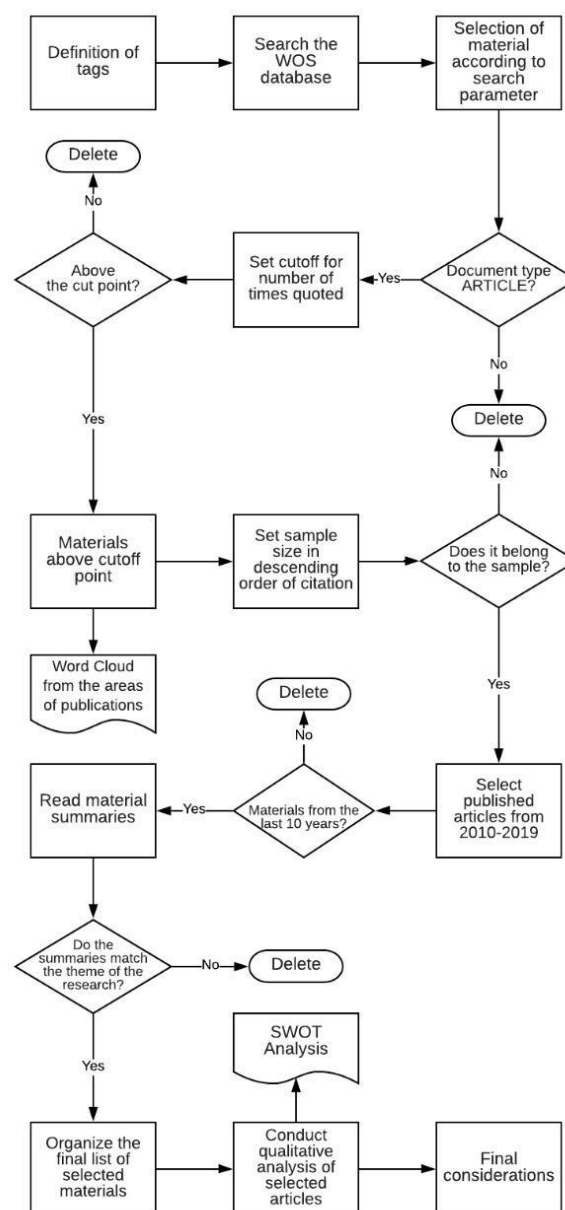 Definition of
tags
Search the
WOS
database
Selection of
material
according to
search
parameter
Delete
No
Above
the cut point?
Set cutoff for
number of
times quoted
Yes
Document type
ARTICLE?
No
Delete
Yes
No
Materials
above cutoff
point
Set sample
size in
descending
order of citation
Does it belong
to the sample?
Word Cloud
from the areas
of publications
Yes
Delete
No
Read material
summaries
Yes
Materials from the
last 10 years?
Select
published
articles from
2010-2019
Do the
summaries match
the theme of the
research?
No
Delete
Yes
SWOT
Analysis
Organize the
final list of
selected
materials
Conduct
qualitative
analysis of
selected
articles
Final
considerations